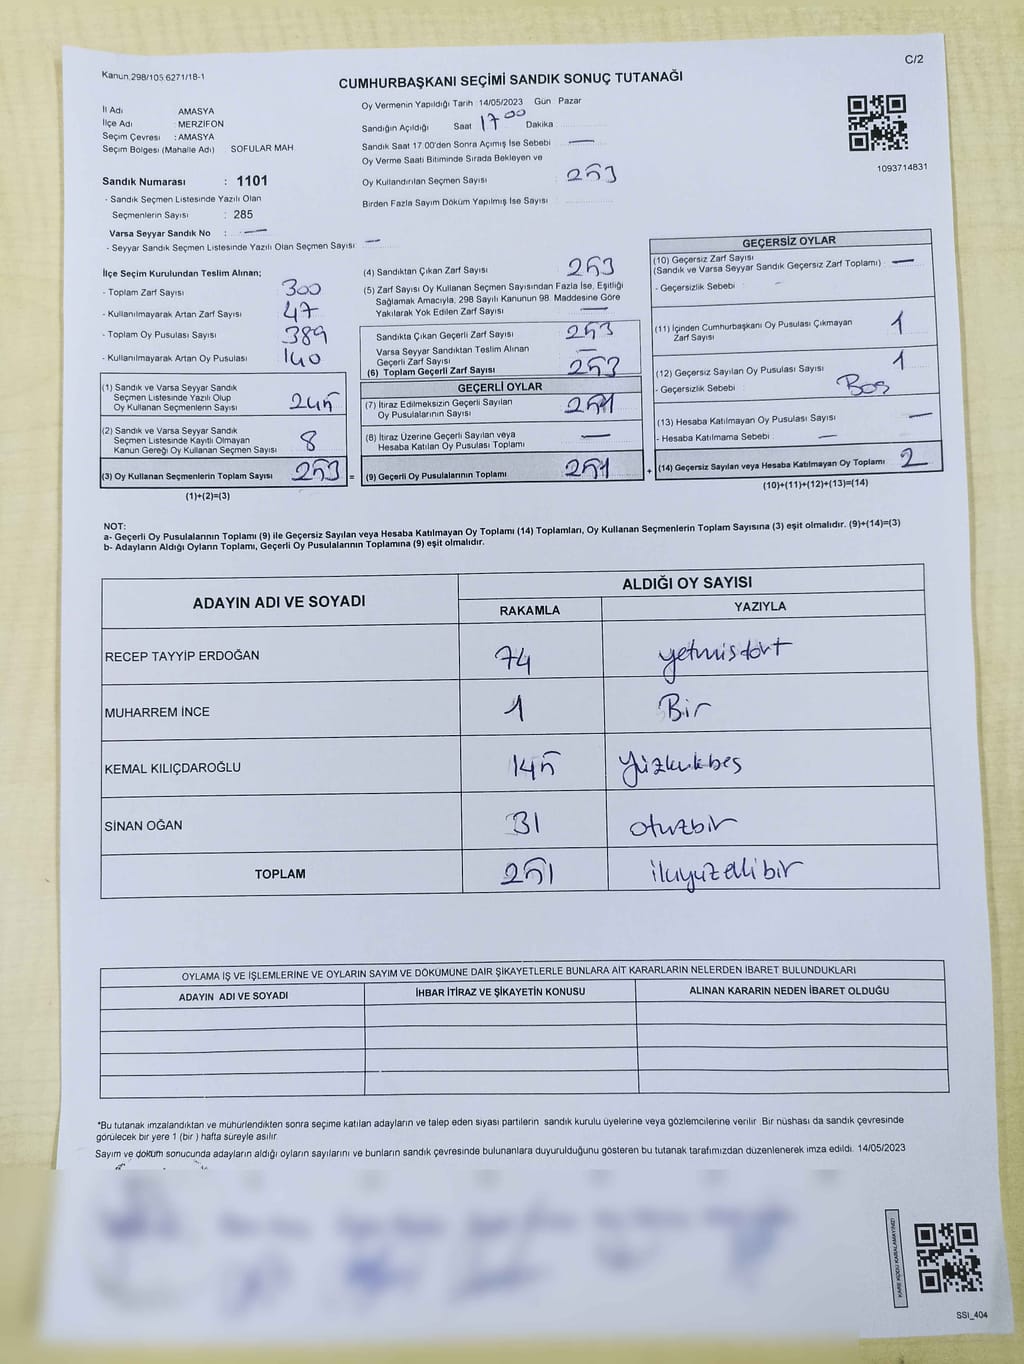 Kanun.298/105.6271/18-1
C/2
CUMHURBAŞKANI SEÇİMİ SANDIK SONUÇ TUTANAĞI
İl Adı AMASYA
İlçe Adı : MERZİFON
Seçim Çevresi : AMASYA
Seçim Bölgesi (Mahalle Adı) SOFULAR MAH
Oy Vermenin Yapıldığı Tarih 14/05/2023 Gün Pazar
Sandığın Açıldığı Saat 17 00 Dakika
Sandık Saat 17.00'den Sonra Açımış İse Sebebi —
Oy Verme Saati Bitiminde Sırada Bekleyen ve
Oy Kullandırılan Seçmen Sayısı 253
Birden Fazla Sayım Döküm Yapılmış İse Sayısı
1093714831
Sandık Numarası : 1101
- Sandık Seçmen Listesinde Yazılı Olan
Seçmenlerin Sayısı : 285
Varsa Seyyar Sandık No : —
- Seyyar Sandık Seçmen Listesinde Yazılı Olan Seçmen Sayısı —
İlçe Seçim Kurulundan Teslim Alınan;
- Toplam Zarf Sayısı 300
- Kullanılmayarak Artan Zarf Sayısı 47
- Toplam Oy Pusulası Sayısı 389
- Kullanılmayarak Artan Oy Pusulası 140
(1) Sandık ve Varsa Seyyar Sandık
Seçmen Listesinde Yazılı Olup
Oy Kullanan Seçmenlerin Sayısı 245
(2) Sandık ve Varsa Seyyar Sandık
Seçmen Listesinde Kayıtlı Olmayan
Kanun Gereği Oy Kullanan Seçmen Sayısı 8
(3) Oy Kullanan Seçmenlerin Toplam Sayısı 253 =
(1)+(2)=(3)
(4) Sandıktan Çıkan Zarf Sayısı 253
(5) Zarf Sayısı Oy Kullanan Seçmen Sayısından Fazla İse, Eşitliği
Sağlamak Amacıyla, 298 Sayılı Kanunun 98. Maddesine Göre
Yakılarak Yok Edilen Zarf Sayısı —
Sandıkta Çıkan Geçerli Zarf Sayısı 253
Varsa Seyyar Sandıktan Teslim Alınan
Geçerli Zarf Sayısı —
(6) Toplam Geçerli Zarf Sayısı 253
GEÇERLİ OYLAR
(7) İtiraz Edilmeksizin Geçerli Sayılan
Oy Pusulalarının Sayısı 251
(8) İtiraz Üzerine Geçerli Sayılan veya
Hesaba Katılan Oy Pusulası Toplamı —
(9) Geçerli Oy Pusulalarının Toplamı 251 +
GEÇERSİZ OYLAR
(10) Geçersiz Zarf Sayısı
(Sandık ve Varsa Seyyar Sandık Geçersiz Zarf Toplamı) —
- Geçersizlik Sebebi -
(11) İçinden Cumhurbaşkanı Oy Pusulası Çıkmayan
Zarf Sayısı 1
(12) Geçersiz Sayılan Oy Pusulası Sayısı 1
- Geçersizlik Sebebi Boş
(13) Hesaba Katılmayan Oy Pusulası Sayısı —
- Hesaba Katılmama Sebebi —
(14) Geçersiz Sayılan veya Hesaba Katılmayan Oy Toplamı 2
(10)+(11)+(12)+(13)=(14)
NOT:
a- Geçerli Oy Pusulalarının Toplamı (9) ile Geçersiz Sayılan veya Hesaba Katılmayan Oy Toplamı (14) Toplamları, Oy Kullanan Seçmenlerin Toplam Sayısına (3) eşit olmalıdır. (9)+(14)=(3)
b- Adayların Aldığı Oyların Toplamı, Geçerli Oy Pusulalarının Toplamına (9) eşit olmalıdır.
ADAYIN ADI VE SOYADI ALDIĞI OY SAYISI
RAKAMLA YAZIYLA
RECEP TAYYİP ERDOĞAN 74 yetmişdört
MUHARREM İNCE 1 Bir
KEMAL KILIÇDAROĞLU 145 yüzkırkbeş
SİNAN OĞAN 31 otuzbir
TOPLAM 251 ikiyüzellibir
OYLAMA İŞ VE İŞLEMLERİNE VE OYLARIN SAYIM VE DÖKÜMÜNE DAİR ŞİKAYETLERLE BUNLARA AİT KARARLARIN NELERDEN İBARET BULUNDUKLARI
ADAYIN ADI VE SOYADI İHBAR İTİRAZ VE ŞİKAYETİN KONUSU ALINAN KARARIN NEDEN İBARET OLDUĞU
*Bu tutanak imzalandıktan ve mühürlendikten sonra seçime katılan adayların ve talep eden siyasi partilerin sandık kurulu üyelerine veya gözlemcilerine verilir Bir nüshası da sandık çevresinde
görülecek bir yere 1 (bir ) hafta süreyle asılır
Sayım ve döküm sonucunda adayların aldığı oyların sayılarını ve bunların sandık çevresinde bulunanlara duyurulduğunu gösteren bu tutanak tarafımızdan düzenlenerek imza edildi. 14/05/2023
KARE KODU KARALAMAYINIZ!
SSI_404